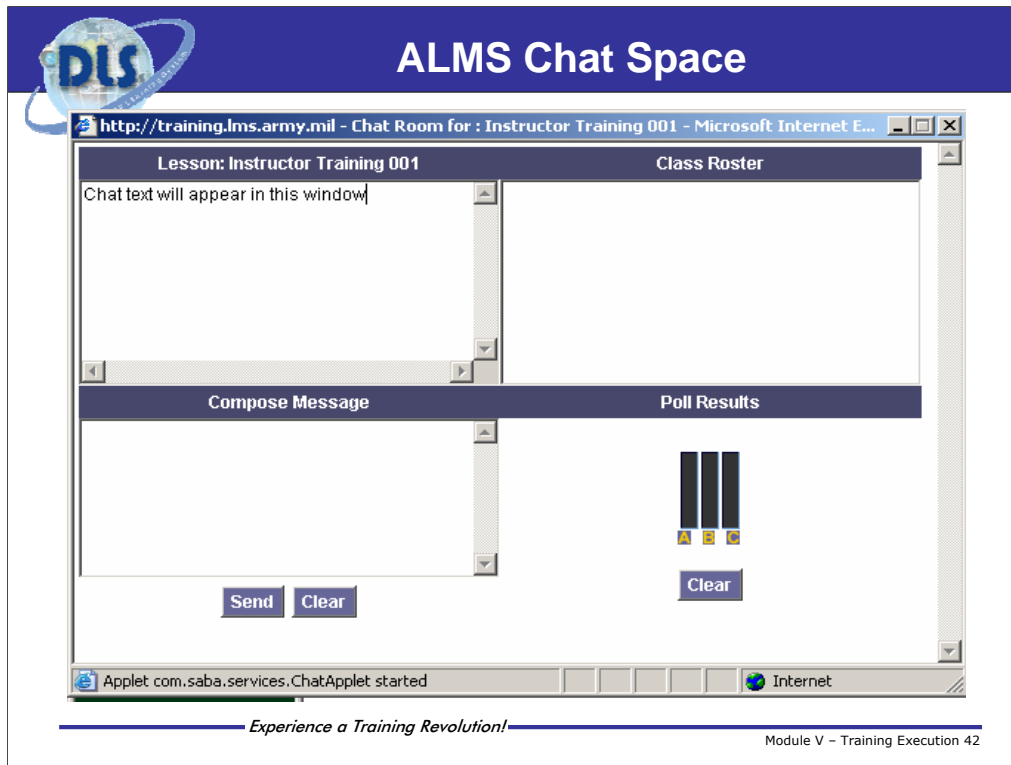 DLS
ALMS Chat Space
http://training.lms.army.mil - Chat Room for : Instructor Training 001 - Microsoft Internet E...
Lesson: Instructor Training 001
Class Roster
Chat text will appear in this window
Compose Message
Poll Results
A B C
Send Clear
Clear
Applet com.saba.services.ChatApplet started
Internet
Experience a Training Revolution!
Module V – Training Execution 42